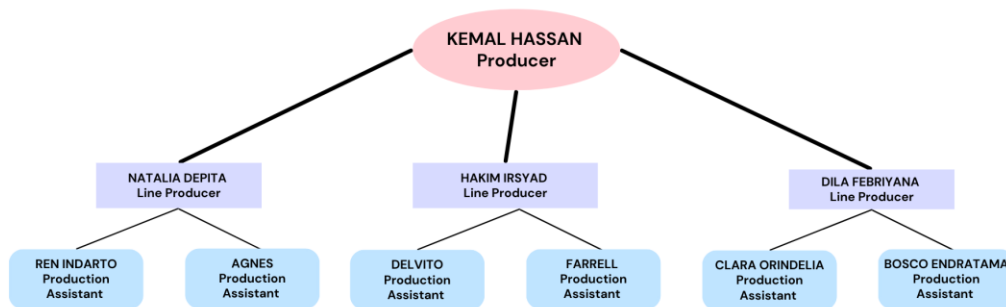 KEMAL HASSAN
Producer
NATALIA DEPITA
Line Producer
HAKIM IRSYAD
Line Producer
DILA FEBRIYANA
Line Producer
REN INDARTO
Production
Assistant
AGNES
Production
Assistant
DELVITO
Production
Assistant
FARRELL
Production
Assistant
CLARA ORINDELIA
Production
Assistant
BOSCO ENDRATAMA
Production
Assistant